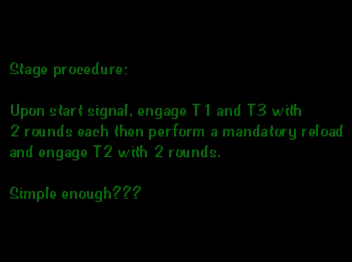 Stage procedure:
Upon start signal, engage T1 and T3 with
2 rounds each then perform a mandatory reload
and engage T2 with 2 rounds.
Simple enough???